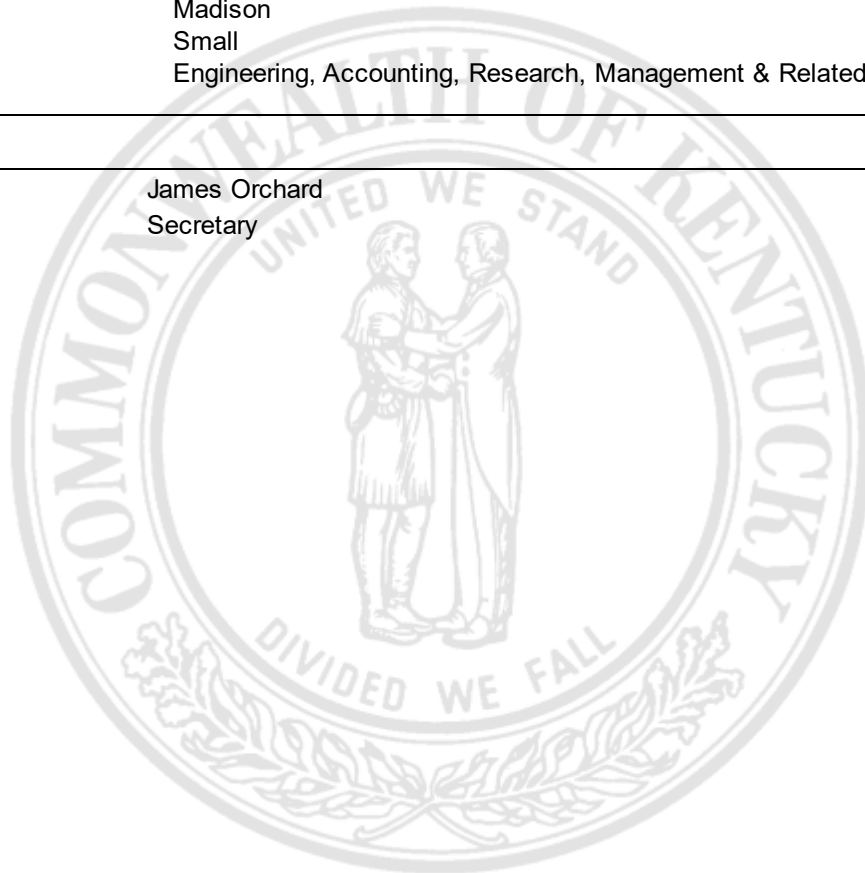 Madison
Small
Engineering, Accounting, Research, Management & Related
James Orchard
Secretary
COMMONWEALTH OF KENTUCKY
UNITED WE STAND
DIVIDED WE FALL